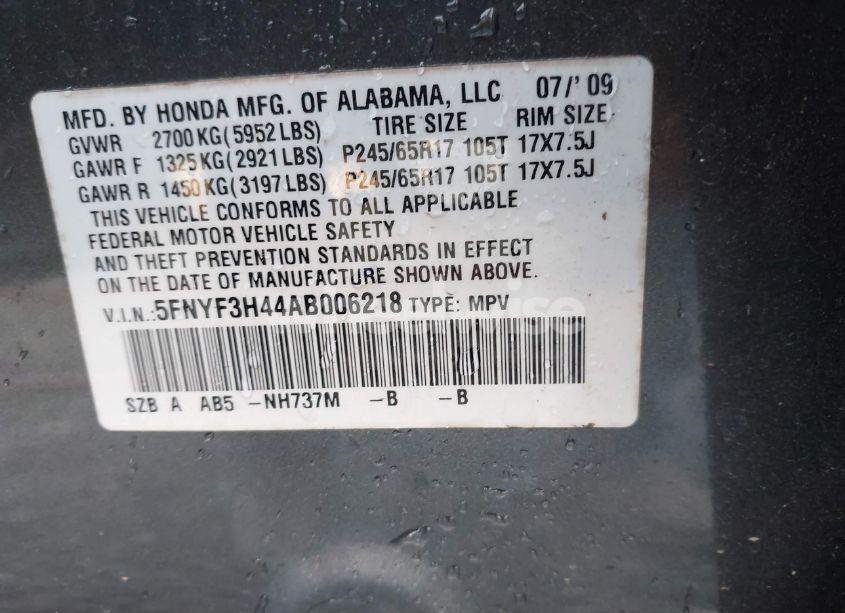 MFD. BY HONDA MFG. OF ALABAMA, LLC 07/' 09
GVWR 2700 KG(5952 LBS) TIRE SIZE RIM SIZE
GAWR F 1325 KG(2921 LBS) P245/65R17 105T 17X7.5J
GAWR R 1450 KG(3197 LBS) P245/65R17 105T 17X7.5J
THIS VEHICLE CONFORMS TO ALL APPLICABLE
FEDERAL MOTOR VEHICLE SAFETY
AND THEFT PREVENTION STANDARDS IN EFFECT
ON THE DATE OF MANUFACTURE SHOWN ABOVE.
V.I.N.:5FNYF3H44AB006218 TYPE: MPV
SZB A AB5 -NH737M -B -B